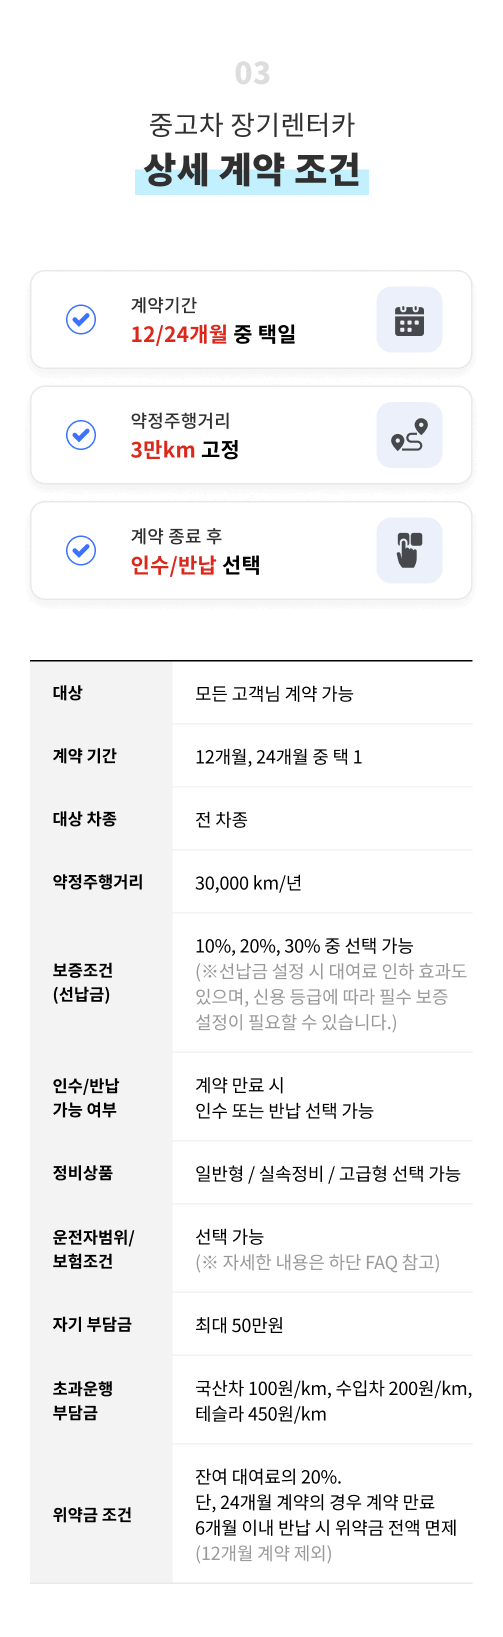 03
중고차 장기렌터카
상세 계약 조건
계약기간
12/24개월 중 택일
약정주행거리
3만km 고정
계약 종료 후
인수/반납 선택
대상
모든 고객님 계약 가능
계약 기간
12개월, 24개월 중 택 1
대상 차종
전 차종
약정주행거리
30,000 km/년
보증조건
(선납금)
10%, 20%, 30% 중 선택 가능
(※선납금 설정 시 대여료 인하 효과도
있으며, 신용 등급에 따라 필수 보증
설정이 필요할 수 있습니다.)
인수/반납
가능 여부
계약 만료 시
인수 또는 반납 선택 가능
정비상품
일반형 / 실속정비 / 고급형 선택 가능
운전자범위/
보험조건
선택 가능
(※ 자세한 내용은 하단 FAQ 참고)
자기 부담금
최대 50만원
초과운행
부담금
국산차 100원/km, 수입차 200원/km,
테슬라 450원/km
위약금 조건
잔여 대여료의 20%.
단, 24개월 계약의 경우 계약 만료
6개월 이내 반납 시 위약금 전액 면제
(12개월 계약 제외)